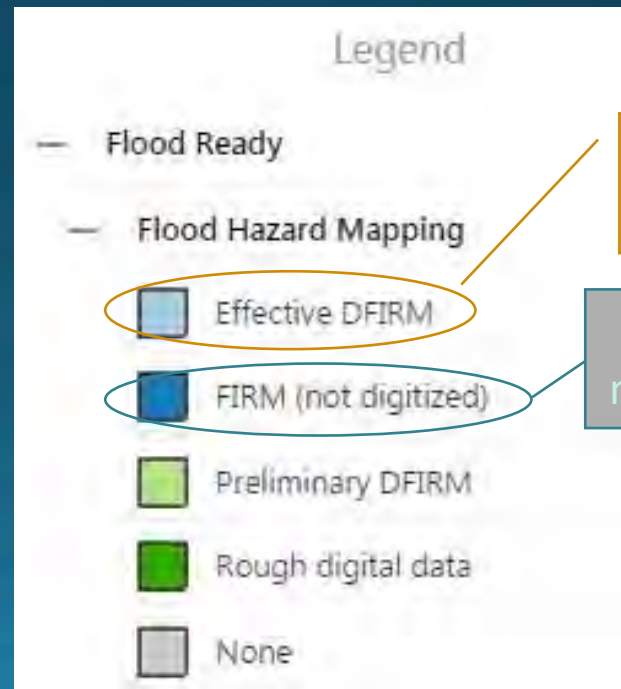 Legend
— Flood Ready
— Flood Hazard Mapping
Effective DFIRM
FIRM (not digitized)
Preliminary DFIRM
Rough digital data
None